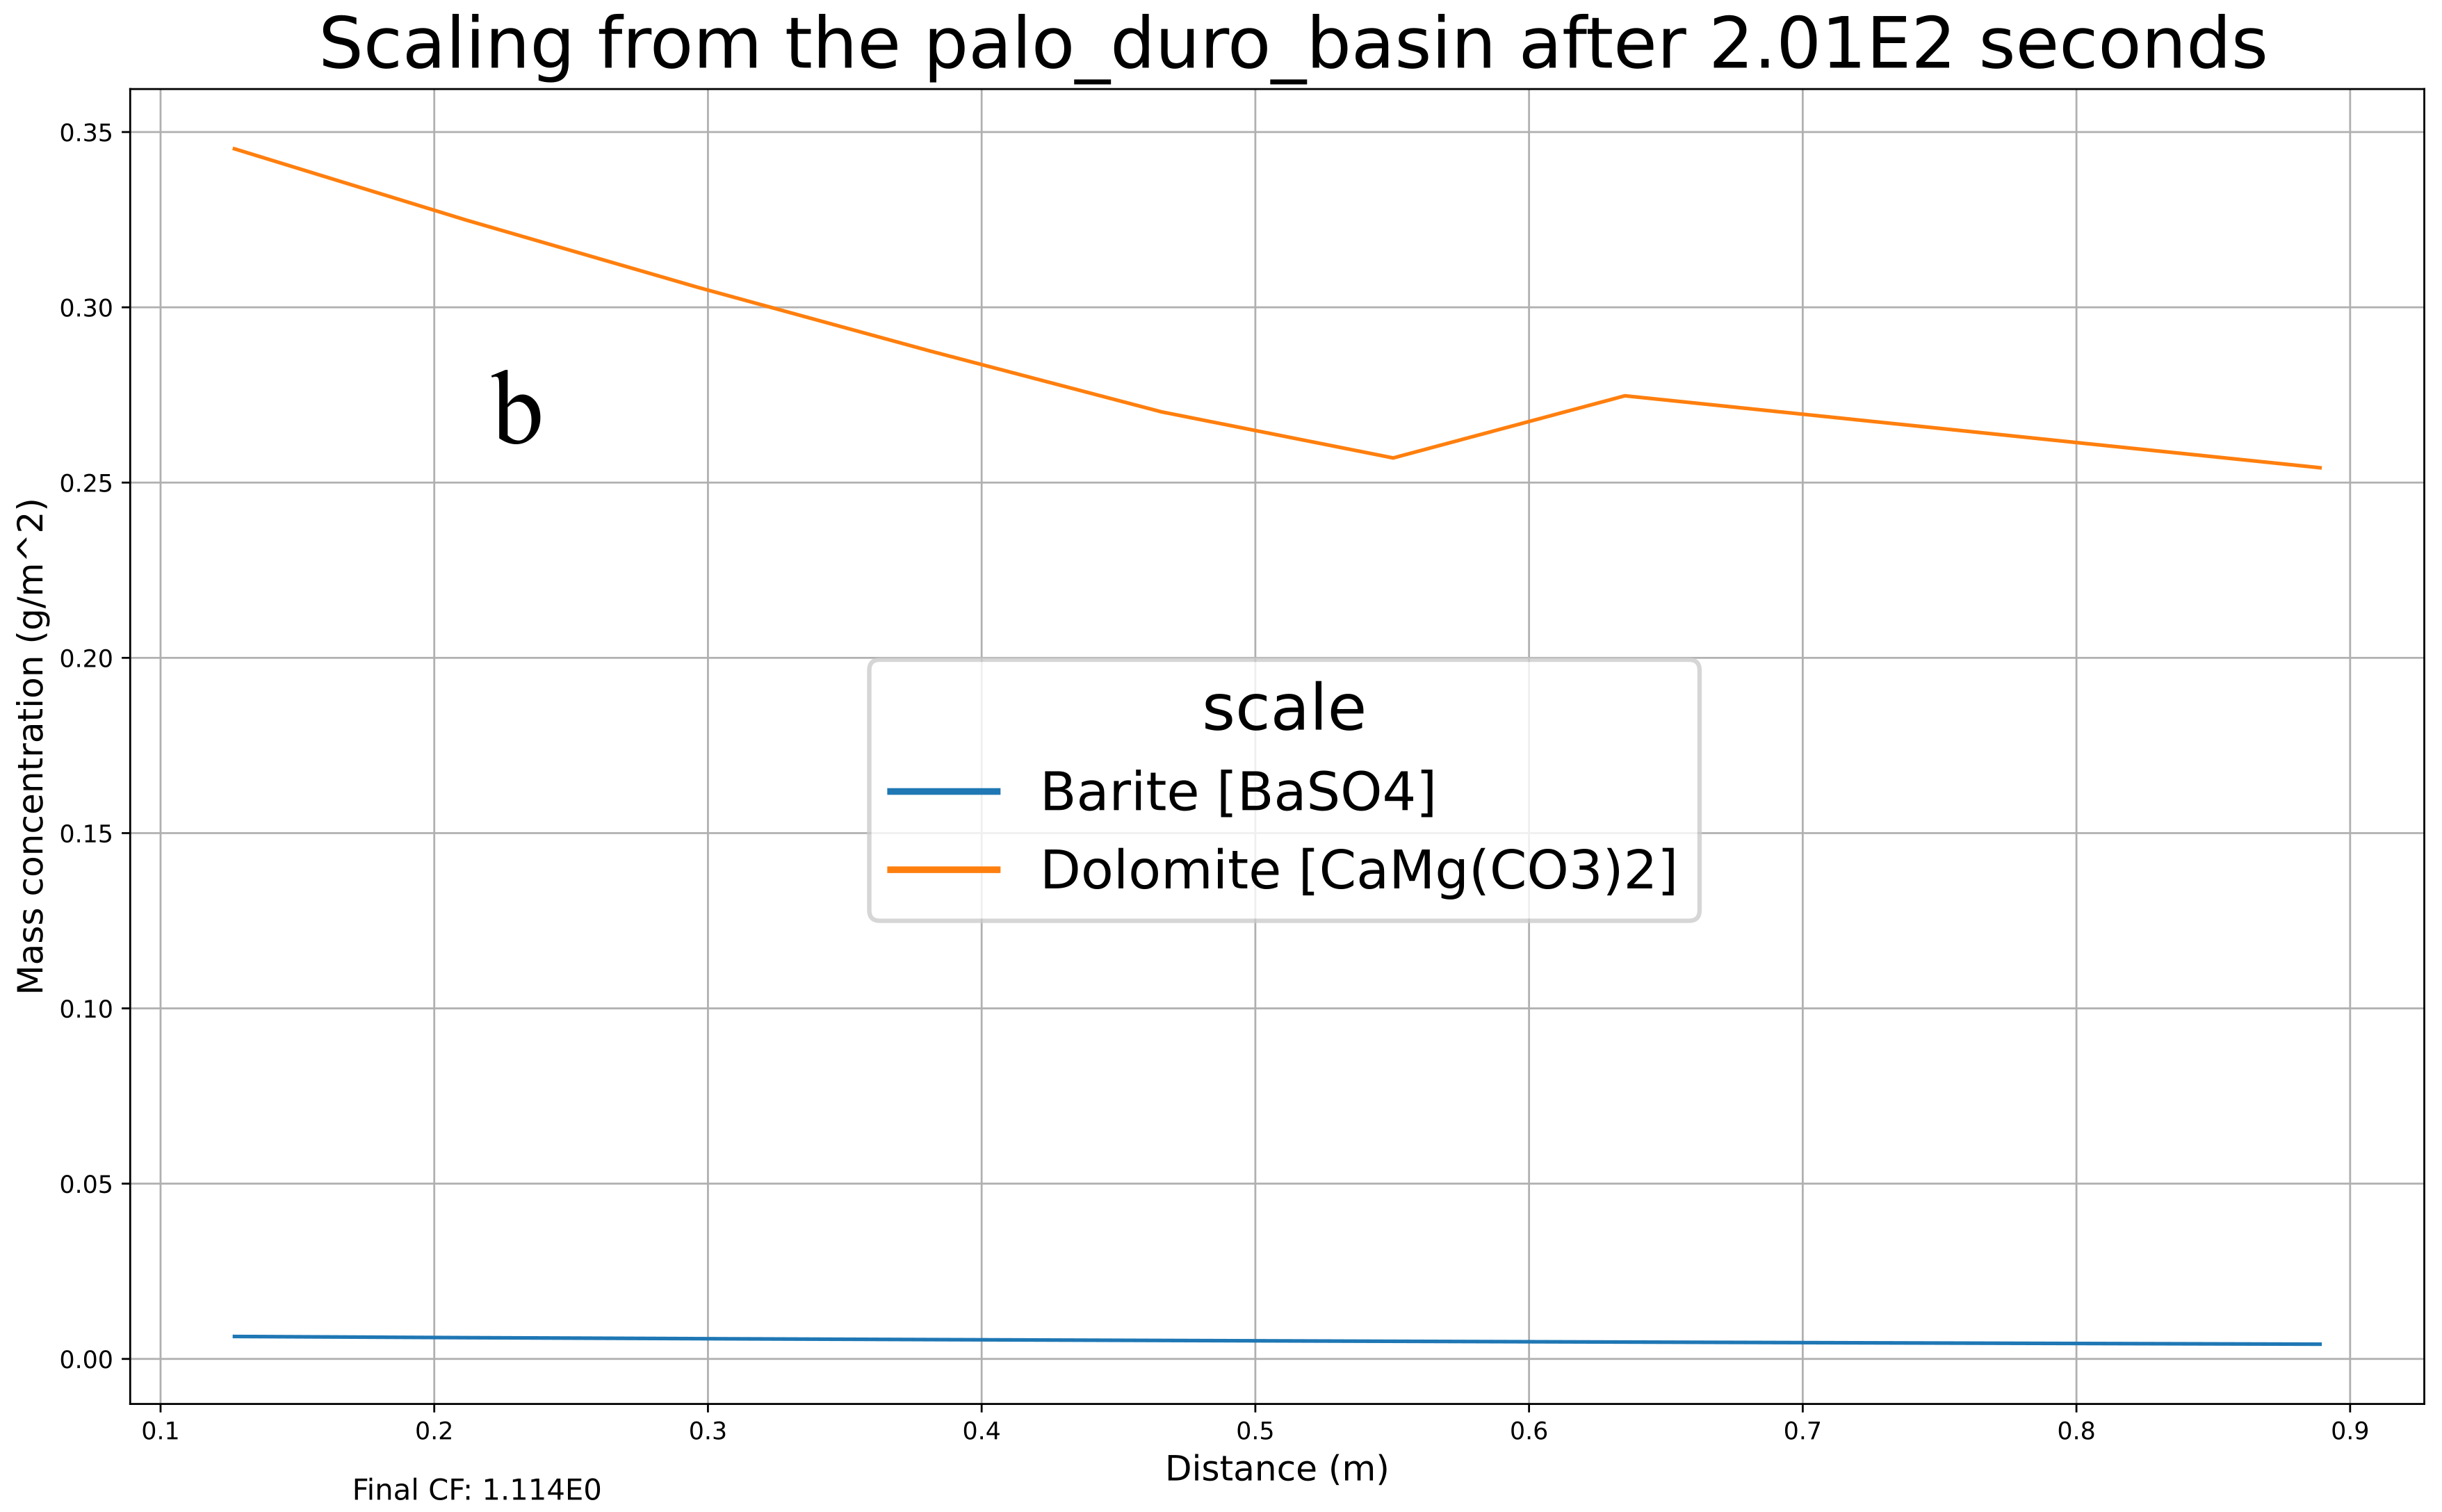 Scaling from the palo_duro_basin after 2.01E2 seconds
0.35
0.30
0.25
0.20
0.15
0.10
0.05
0.00
Mass concentration (g/m^2)
b
scale
Barite [BaSO4]
Dolomite [CaMg(CO3)2]
0.1 0.2 0.3 0.4 0.5 0.6 0.7 0.8 0.9
Distance (m)
Final CF: 1.114E0